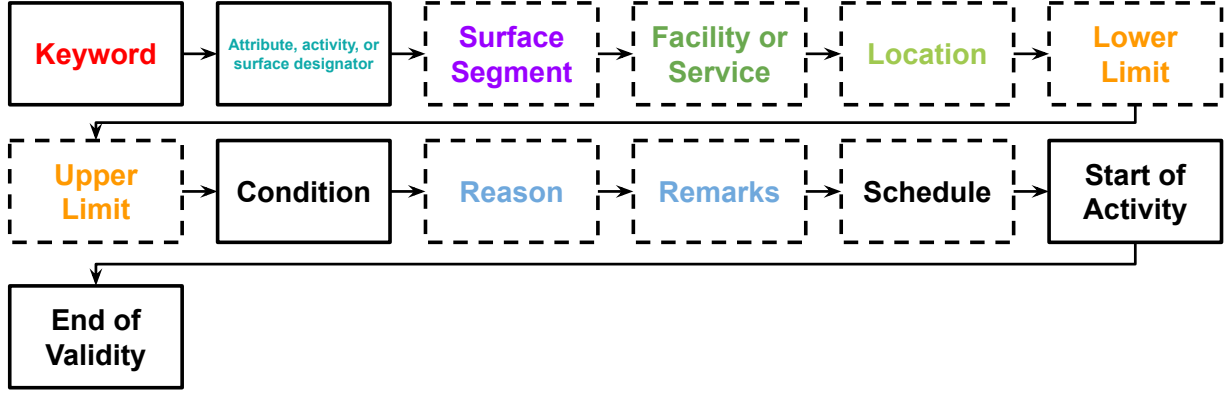 Keyword
Attribute, activity, or
surface designator
Surface
Segment
Facility or
Service
Location
Lower
Limit
Upper
Limit
Condition
Reason
Remarks
Schedule
Start of
Activity
End of
Validity